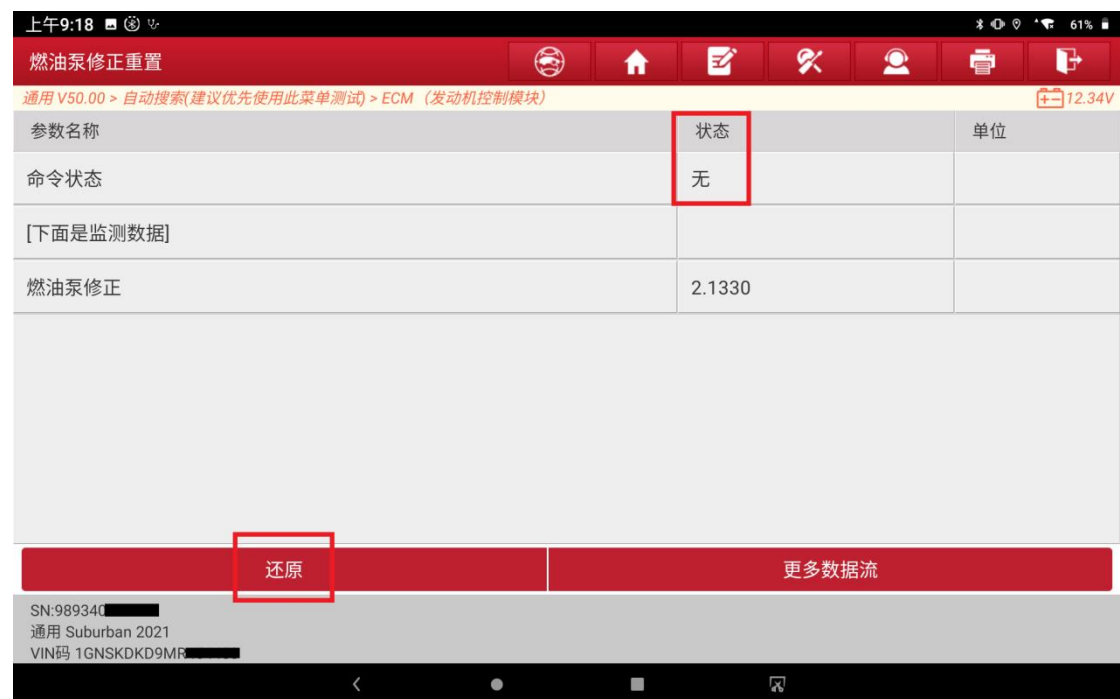 上午9:18 61%
燃油泵修正重置
通用 V50.00 > 自动搜索(建议优先使用此菜单测试) > ECM（发动机控制模块） 12.34V
参数名称 状态 单位
命令状态 无
[下面是监测数据]
燃油泵修正 2.1330
还原 更多数据流
SN:989340
通用 Suburban 2021
VIN码 1GNSKDKD9MR